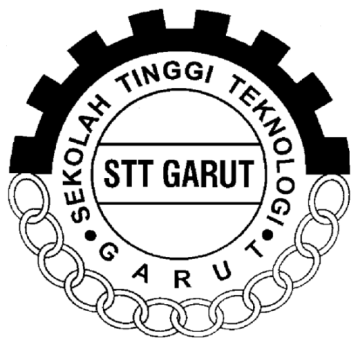 SEKOLAH TINGGI TEKNOLOGI
STT GARUT
• GARUT •